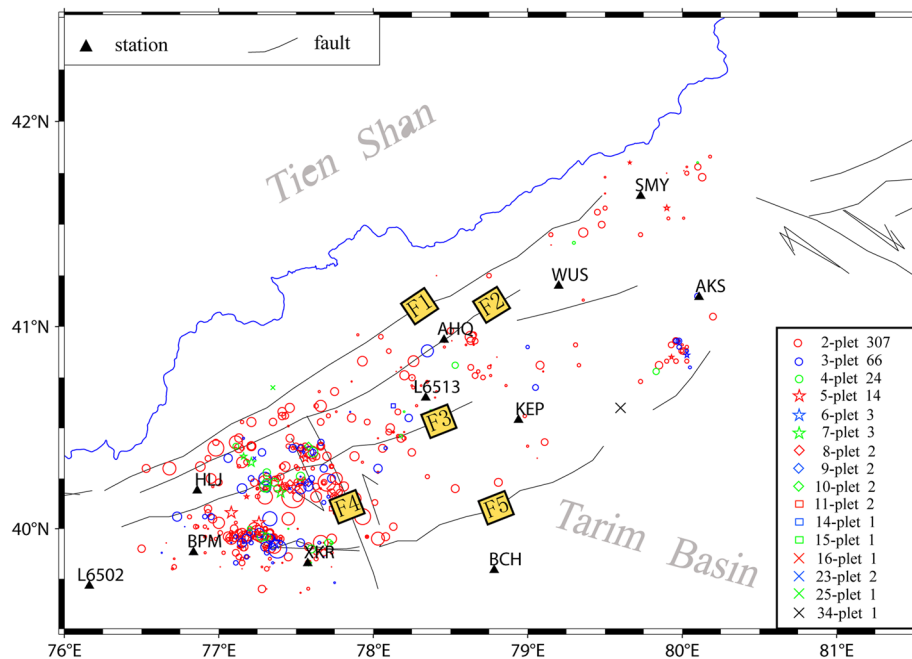 station
fault
42°N
41°N
40°N
Tien Shan
SMY
WUS
AKS
F1
F2
AHQ
L6513
F3
KEP
HLJ
F4
F5
BPM
XKR
BCH
L6502
Tarim Basin
2-plet 307
3-plet 66
4-plet 24
5-plet 14
6-plet 3
7-plet 3
8-plet 2
9-plet 2
10-plet 2
11-plet 2
14-plet 1
15-plet 1
16-plet 1
23-plet 2
25-plet 1
34-plet 1
76°E
77°E
78°E
79°E
80°E